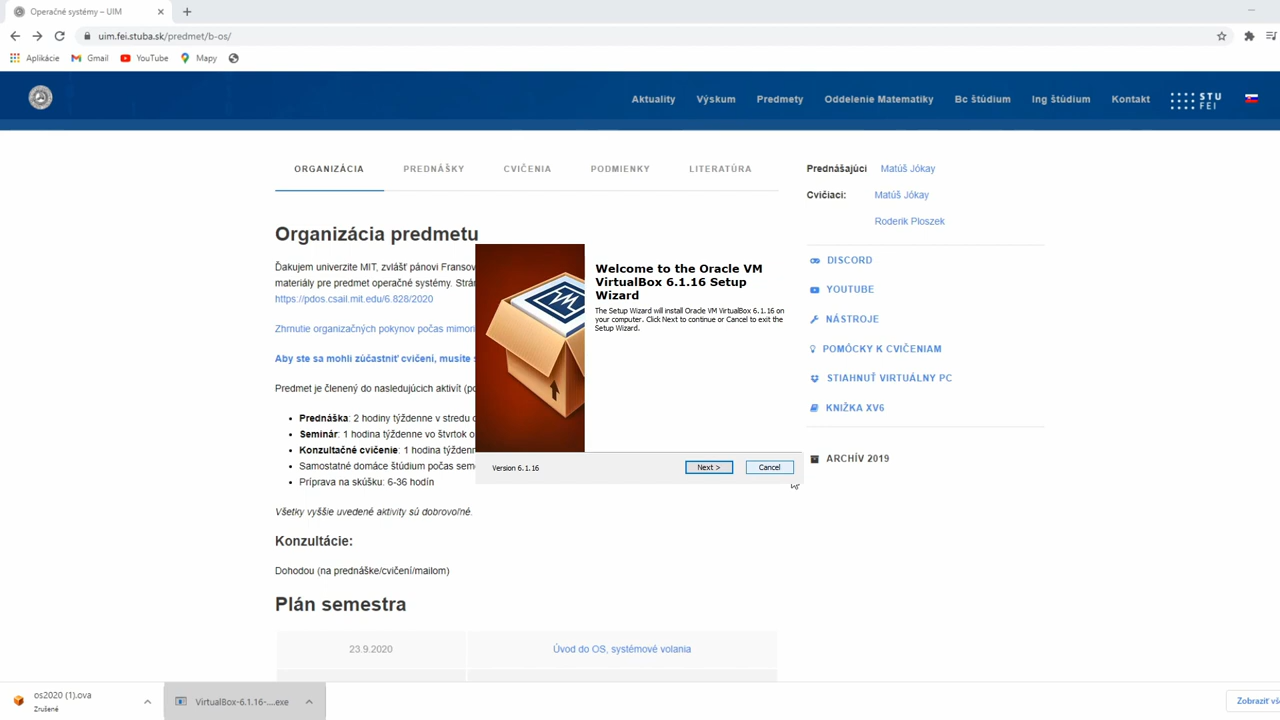 Operačné systémy – UIM
uim.fei.stuba.sk/predmet/b-os/
Aplikácie Gmail YouTube Mapy
Aktuality Výskum Predmety Oddelenie Matematiky Bc štúdium Ing štúdium Kontakt STU FEI
ORGANIZÁCIA PREDNÁŠKY CVIČENIA PODMIENKY LITERATÚRA
Organizácia predmetu
Ďakujem univerzite MIT, zvlášť pánovi Fransov
materiály pre predmet operačné systémy. Strán
https://pdos.csail.mit.edu/6.828/2020
Zhrnutie organizačných pokynov počas mimori
Aby ste sa mohli zúčastniť cvičení, musíte s
Predmet je členený do nasledujúcich aktivít (po
Prednáška: 2 hodiny týždenne v stredu o
Seminár: 1 hodina týždenne vo štvrtok o
Konzultačné cvičenie: 1 hodina týždenn
Samostatné domáce štúdium počas sem
Príprava na skúšku: 6-36 hodín
Všetky vyššie uvedené aktivity sú dobrovoľné.
Konzultácie:
Dohodou (na prednáške/cvičení/mailom)
Plán semestra
23.9.2020 Úvod do OS, systémové volania
Welcome to the Oracle VM
VirtualBox 6.1.16 Setup
Wizard
The Setup Wizard will install Oracle VM VirtualBox 6.1.16 on
your computer. Click Next to continue or Cancel to exit the
Setup Wizard.
Version 6.1.16 Next > Cancel
Prednášajúci Matúš Jókay
Cvičiaci: Matúš Jókay
Roderik Ploszek
DISCORD
YOUTUBE
NÁSTROJE
POMÔCKY K CVIČENIAM
STIAHNUŤ VIRTUÁLNY PC
KNIŽKA XV6
ARCHÍV 2019
os2020 (1).ova
Zrušené
VirtualBox-6.1.16-....exe
Zobraziť vš